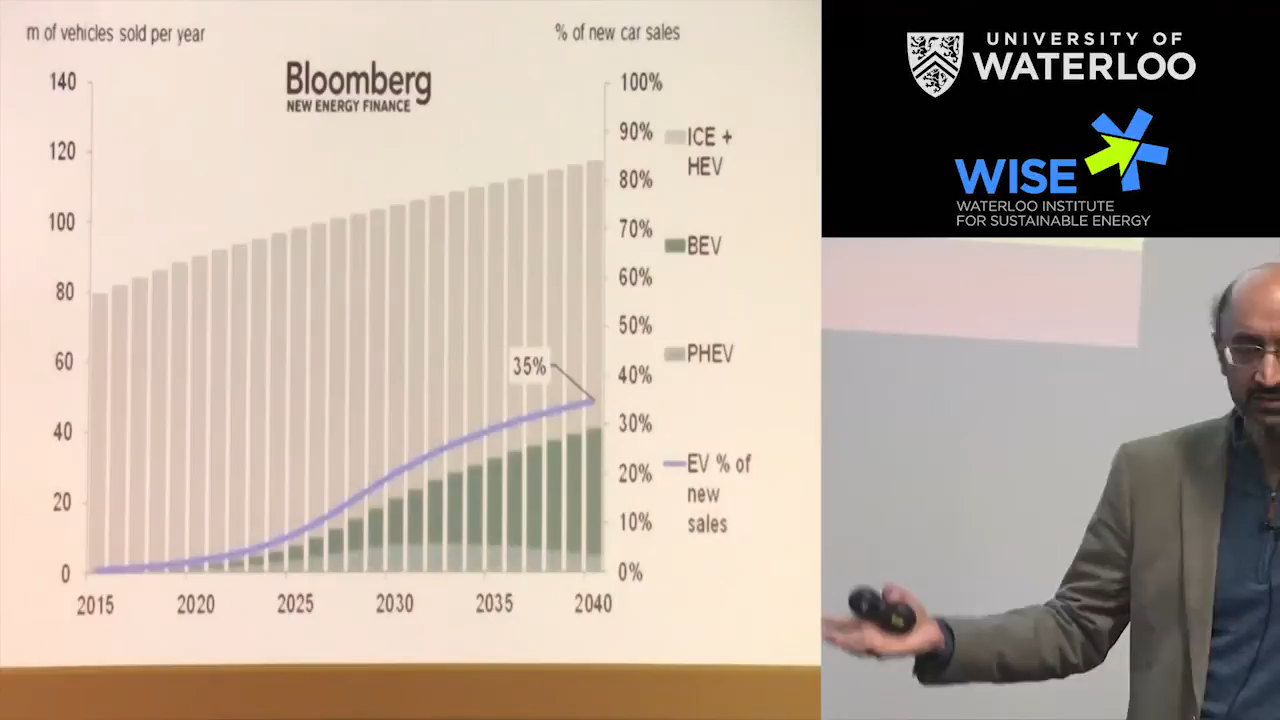 m of vehicles sold per year
% of new car sales
Bloomberg
NEW ENERGY FINANCE
140
120
100
80
60
40
20
0
100%
90%
80%
70%
60%
50%
40%
30%
20%
10%
0%
35%
2015
2020
2025
2030
2035
2040
ICE +
HEV
BEV
PHEV
EV % of
new
sales
UNIVERSITY OF
WATERLOO
WISE
WATERLOO INSTITUTE
FOR SUSTAINABLE ENERGY